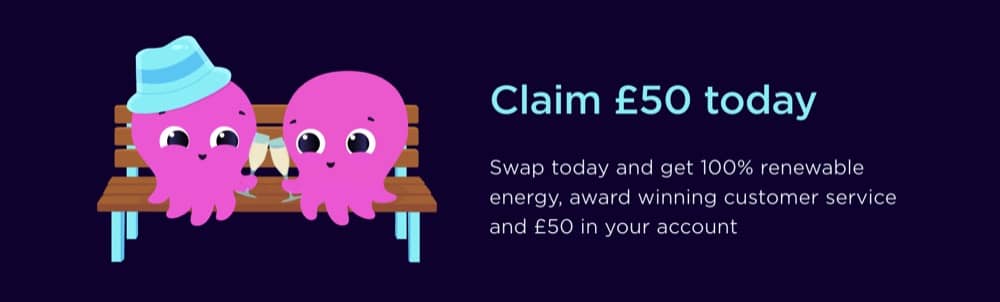 Claim £50 today
Swap today and get 100% renewable
energy, award winning customer service
and £50 in your account